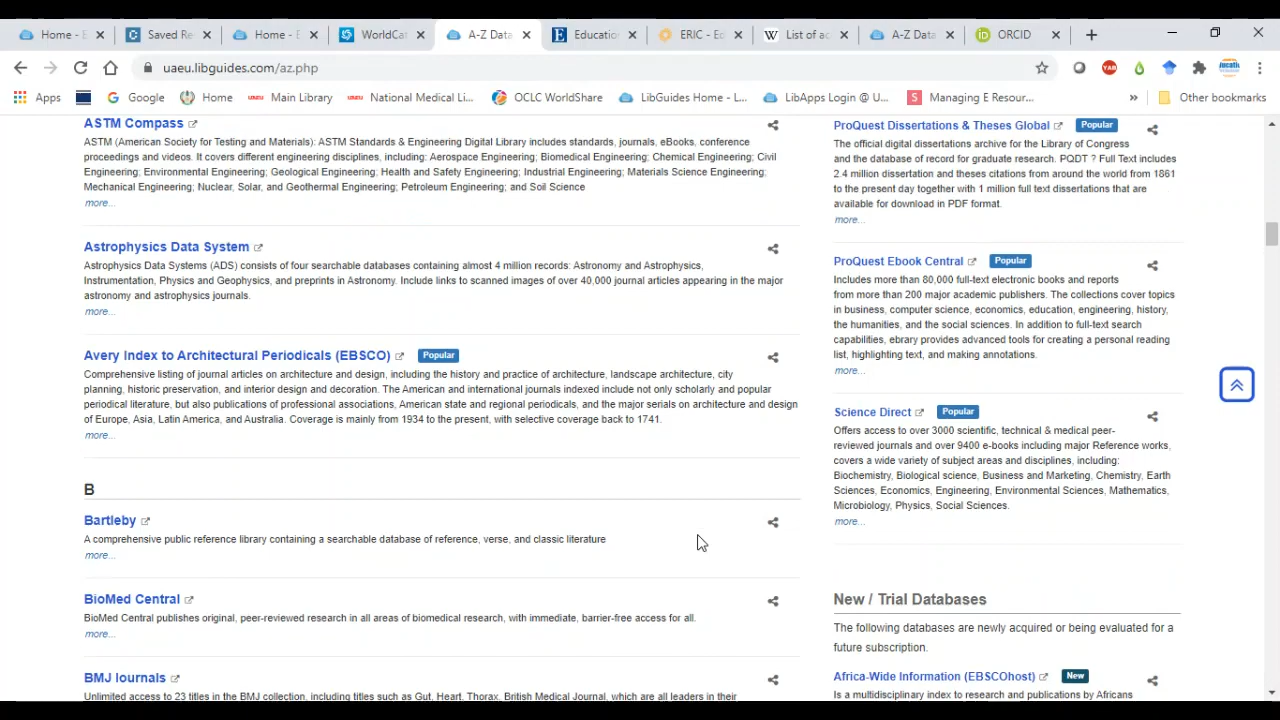 Home - E
Saved Re
Home - E
WorldCa
A-Z Data
Educatio
ERIC - Ed
List of ac
A-Z Data
ORCID
uaeu.libguides.com/az.php
Apps
Google
Home
Main Library
National Medical Li...
OCLC WorldShare
LibGuides Home - L...
LibApps Login @ U...
Managing E Resour...
Other bookmarks
ASTM Compass
ASTM (American Society for Testing and Materials): ASTM Standards & Engineering Digital Library includes standards, journals, eBooks, conference
proceedings and videos. It covers different engineering disciplines, including: Aerospace Engineering; Biomedical Engineering; Chemical Engineering; Civil
Engineering; Environmental Engineering; Geological Engineering; Health and Safety Engineering; Industrial Engineering; Materials Science Engineering;
Mechanical Engineering; Nuclear, Solar, and Geothermal Engineering; Petroleum Engineering; and Soil Science
more...
Astrophysics Data System
Astrophysics Data Systems (ADS) consists of four searchable databases containing almost 4 million records: Astronomy and Astrophysics,
Instrumentation, Physics and Geophysics, and preprints in Astronomy. Include links to scanned images of over 40,000 journal articles appearing in the major
astronomy and astrophysics journals.
more...
Avery Index to Architectural Periodicals (EBSCO) Popular
Comprehensive listing of journal articles on architecture and design, including the history and practice of architecture, landscape architecture, city
planning, historic preservation, and interior design and decoration. The American and international journals indexed include not only scholarly and popular
periodical literature, but also publications of professional associations, American state and regional periodicals, and the major serials on architecture and design
of Europe, Asia, Latin America, and Australia. Coverage is mainly from 1934 to the present, with selective coverage back to 1741.
more...
B
Bartleby
A comprehensive public reference library containing a searchable database of reference, verse, and classic literature
more...
BioMed Central
BioMed Central publishes original, peer-reviewed research in all areas of biomedical research, with immediate, barrier-free access for all.
more...
BMJ Journals
Unlimited access to 23 titles in the BMJ collection, including titles such as Gut, Heart, Thorax, British Medical Journal, which are all leaders in their
ProQuest Dissertations & Theses Global Popular
The official digital dissertations archive for the Library of Congress
and the database of record for graduate research. PQDT ? Full Text includes
2.4 million dissertation and theses citations from around the world from 1861
to the present day together with 1 million full text dissertations that are
available for download in PDF format.
more...
ProQuest Ebook Central Popular
Includes more than 80,000 full-text electronic books and reports
from more than 200 major academic publishers. The collections cover topics
in business, computer science, economics, education, engineering, history,
the humanities, and the social sciences. In addition to full-text search
capabilities, ebrary provides advanced tools for creating a personal reading
list, highlighting text, and making annotations.
more...
Science Direct Popular
Offers access to over 3000 scientific, technical & medical peer-
reviewed journals and over 9400 e-books including major Reference works,
covers a wide variety of subject areas and disciplines, including:
Biochemistry, Biological science, Business and Marketing, Chemistry, Earth
Sciences, Economics, Engineering, Environmental Sciences, Mathematics,
Microbiology, Physics, Social Sciences.
more...
New / Trial Databases
The following databases are newly acquired or being evaluated for a
future subscription.
Africa-Wide Information (EBSCOhost) New
Is a multidisciplinary index to research and publications by Africans